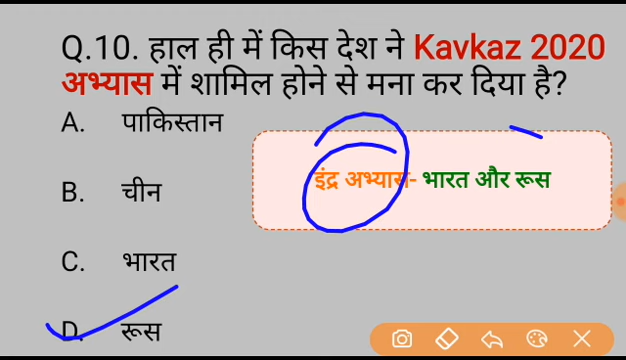 Q.10. हाल ही में किस देश ने Kavkaz 2020
अभ्यास में शामिल होने से मना कर दिया है?
A. पाकिस्तान
इंद्र अभ्यास- भारत और रूस
B. चीन
C. भारत
D. रूस